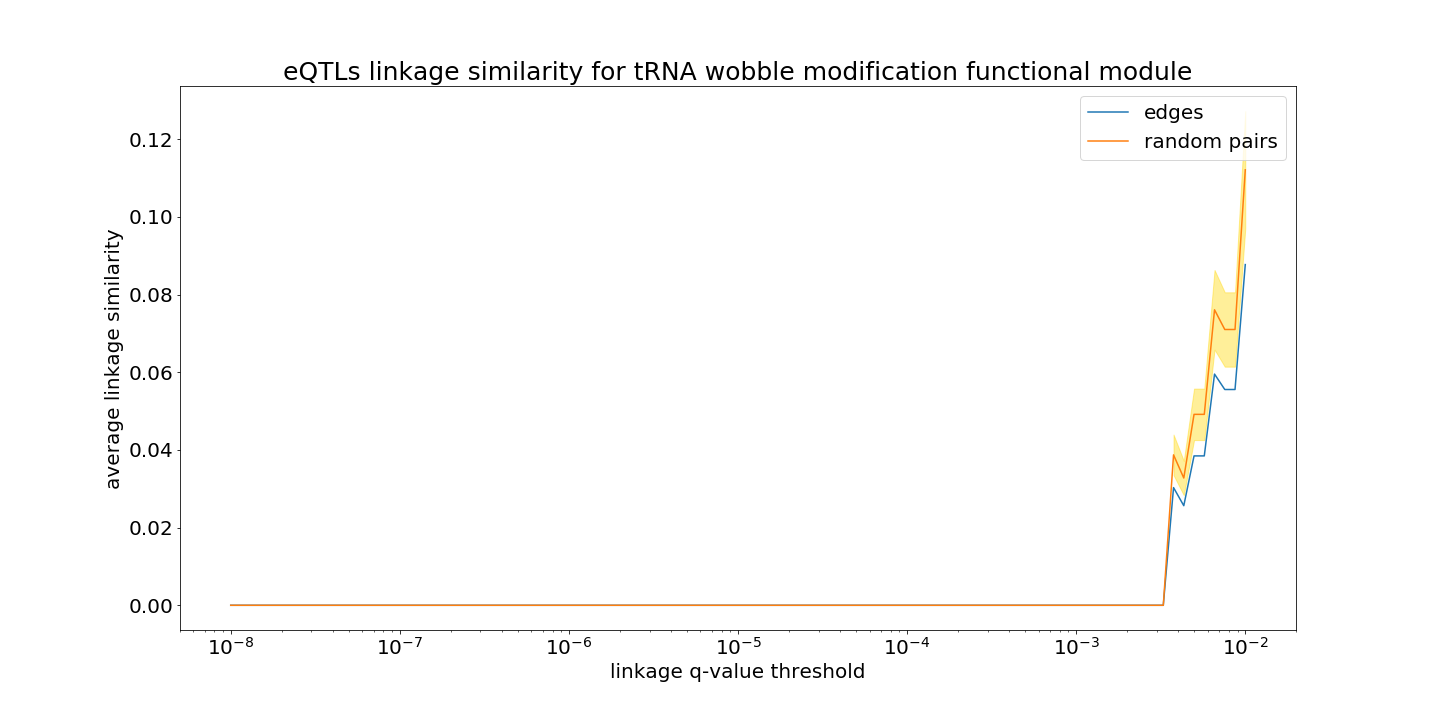 eQTLs linkage similarity for tRNA wobble modification functional module
edges
random pairs
average linkage similarity
0.12
0.10
0.08
0.06
0.04
0.02
0.00
10⁻⁸ 10⁻⁷ 10⁻⁶ 10⁻⁵ 10⁻⁴ 10⁻³ 10⁻²
linkage q-value threshold